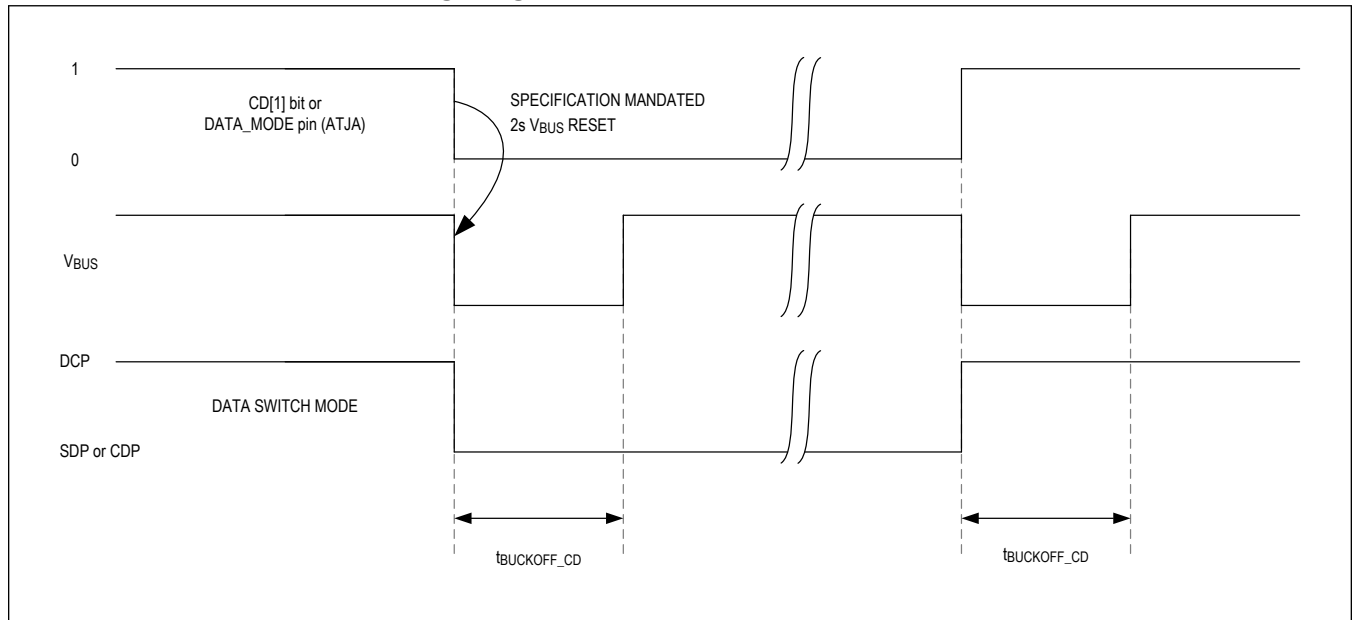 1
CD[1] bit or
DATA_MODE pin (ATJA)
0
SPECIFICATION MANDATED
2s VBUS RESET
VBUS
DCP
DATA SWITCH MODE
SDP or CDP
tBUCKOFF_CD
tBUCKOFF_CD